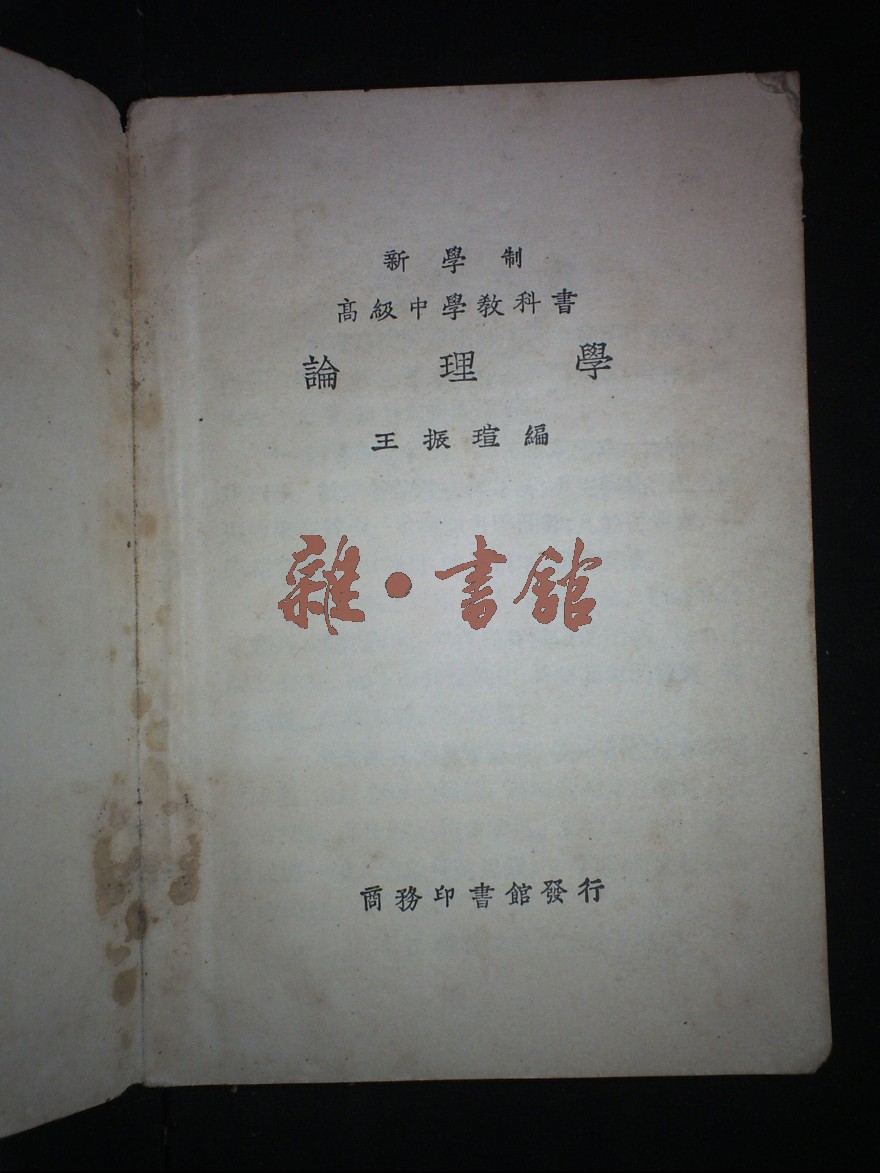 新學制
高級中學教科書
論理學
王振瑄編
雜·書館
商務印書館發行